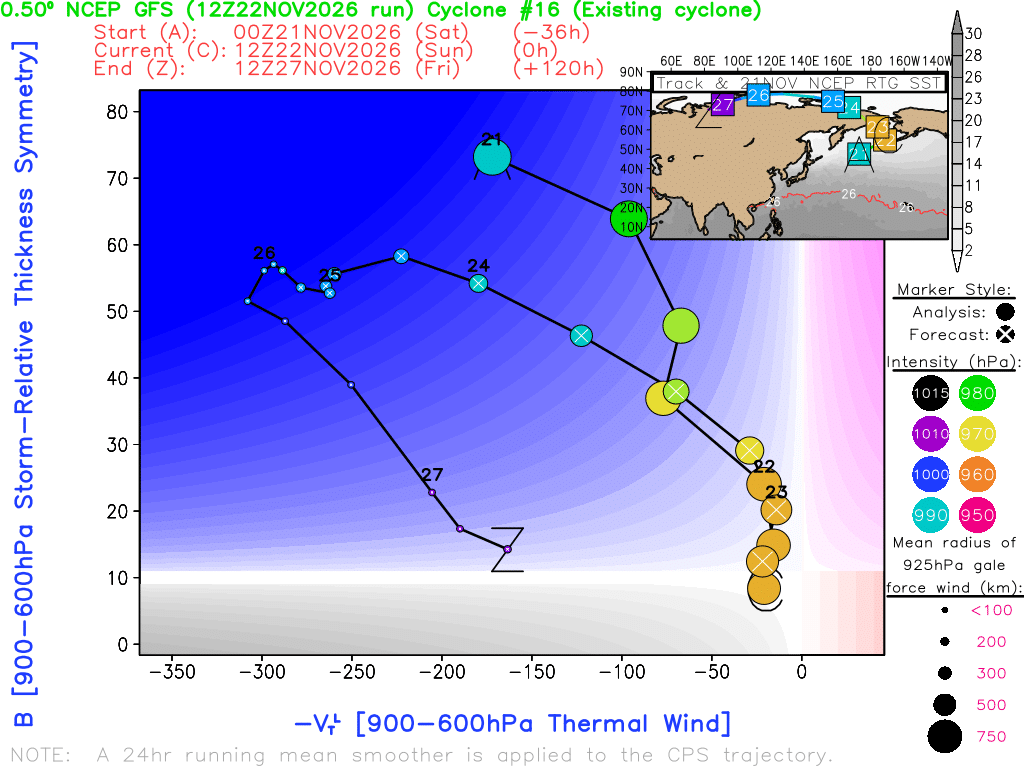 0.50° NCEP GFS (12Z22NOV2026 run) Cyclone #16 (Existing cyclone)
Start (A): 00Z21NOV2026 (Sat) (−36h)
Current (C): 12Z22NOV2026 (Sun) (0h)
End (Z): 12Z27NOV2026 (Fri) (+120h)
60E 80E 100E 120E 140E 160E 180 160W 140W
Track & 21NOV NCEP RTG SST
90N
80N
70N
60N
50N
40N
30N
20N
10N
27 26 25 24
23
22
21
26 26 26
30
28
26
23
20
17
14
11
8
5
2
B [900−600hPa Storm−Relative Thickness Symmetry]
80
70
60
50
40
30
20
10
0
21
26 25 24
27 22
23
A
C
Z
−350 −300 −250 −200 −150 −100 −50 0
−VTL [900−600hPa Thermal Wind]
Marker Style:
Analysis:
Forecast:
Intensity (hPa):
1015 980
1010 970
1000 960
990 950
Mean radius of
925hPa gale
force wind (km):
<100
200
300
500
750
NOTE: A 24hr running mean smoother is applied to the CPS trajectory.